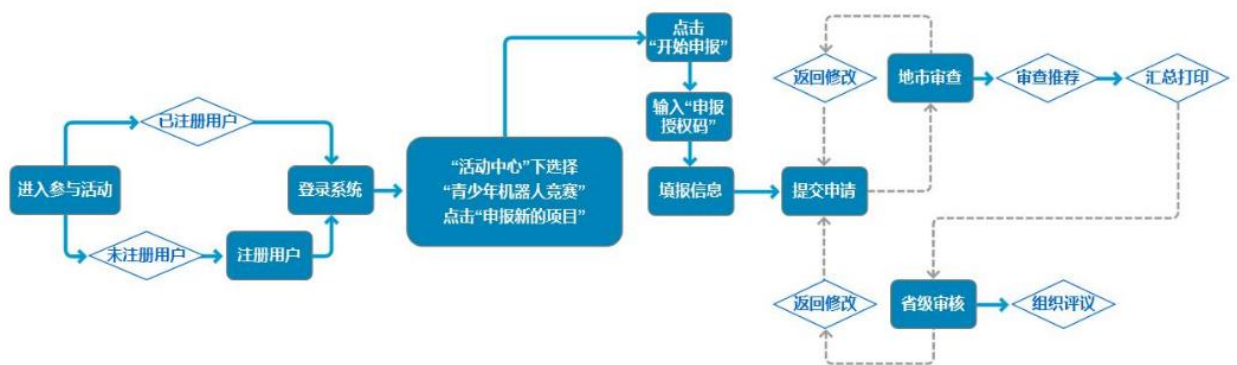 进入参与活动
已注册用户
未注册用户
注册用户
登录系统
“活动中心”下选择
“青少年机器人竞赛”
点击“申报新的项目”
点击
“开始申报”
输入“申报
授权码”
填报信息
提交申请
返回修改
地市审查
审查推荐
汇总打印
返回修改
省级审核
组织评议